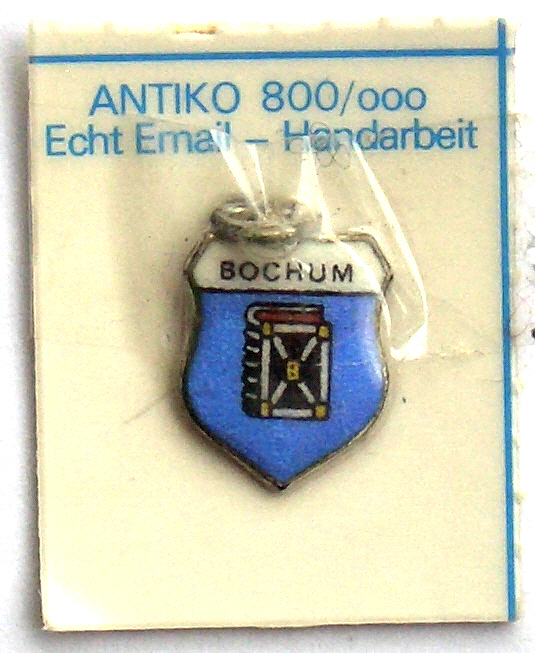 ANTIKO 800/ooo
Echt Email – Handarbeit
BOCHUM